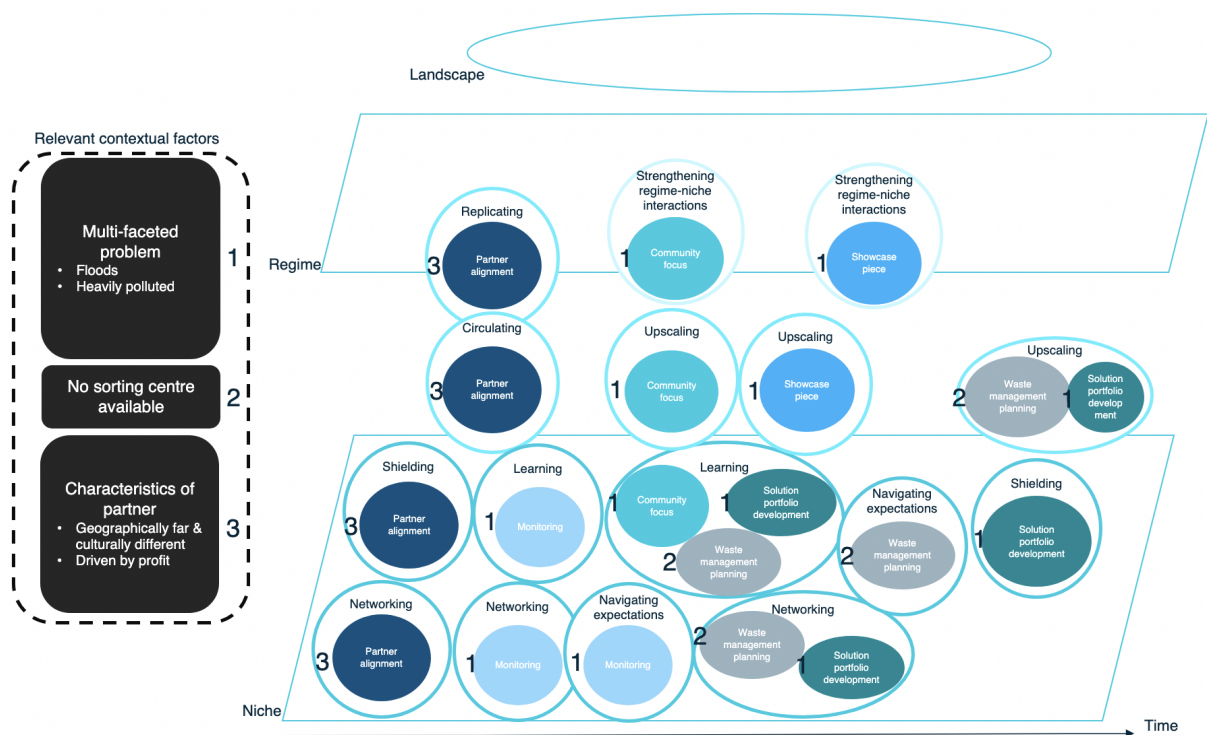 Landscape
Relevant contextual factors
Multi-faceted
problem
• Floods
• Heavily polluted
1
No sorting centre
available
2
Characteristics of
partner
• Geographically far &
culturally different
• Driven by profit
3
Regime
Replicating
3
Partner
alignment
Strengthening
regime-niche
interactions
1
Community
focus
Strengthening
regime-niche
interactions
1
Showcase
piece
Circulating
3
Partner
alignment
Upscaling
1
Community
focus
Upscaling
1
Showcase
piece
Upscaling
2
Waste
management
planning
1
Solution
portfolio
develop
ment
Shielding
3
Partner
alignment
Learning
1
Monitoring
Learning
1
Community
focus
1
Solution
portfolio
development
2
Waste
management
planning
Navigating
expectations
2
Waste
management
planning
Shielding
1
Solution
portfolio
development
Networking
3
Partner
alignment
Networking
1
Monitoring
Navigating
expectations
1
Monitoring
Networking
2
Waste
management
planning
1
Solution
portfolio
development
Niche
Time